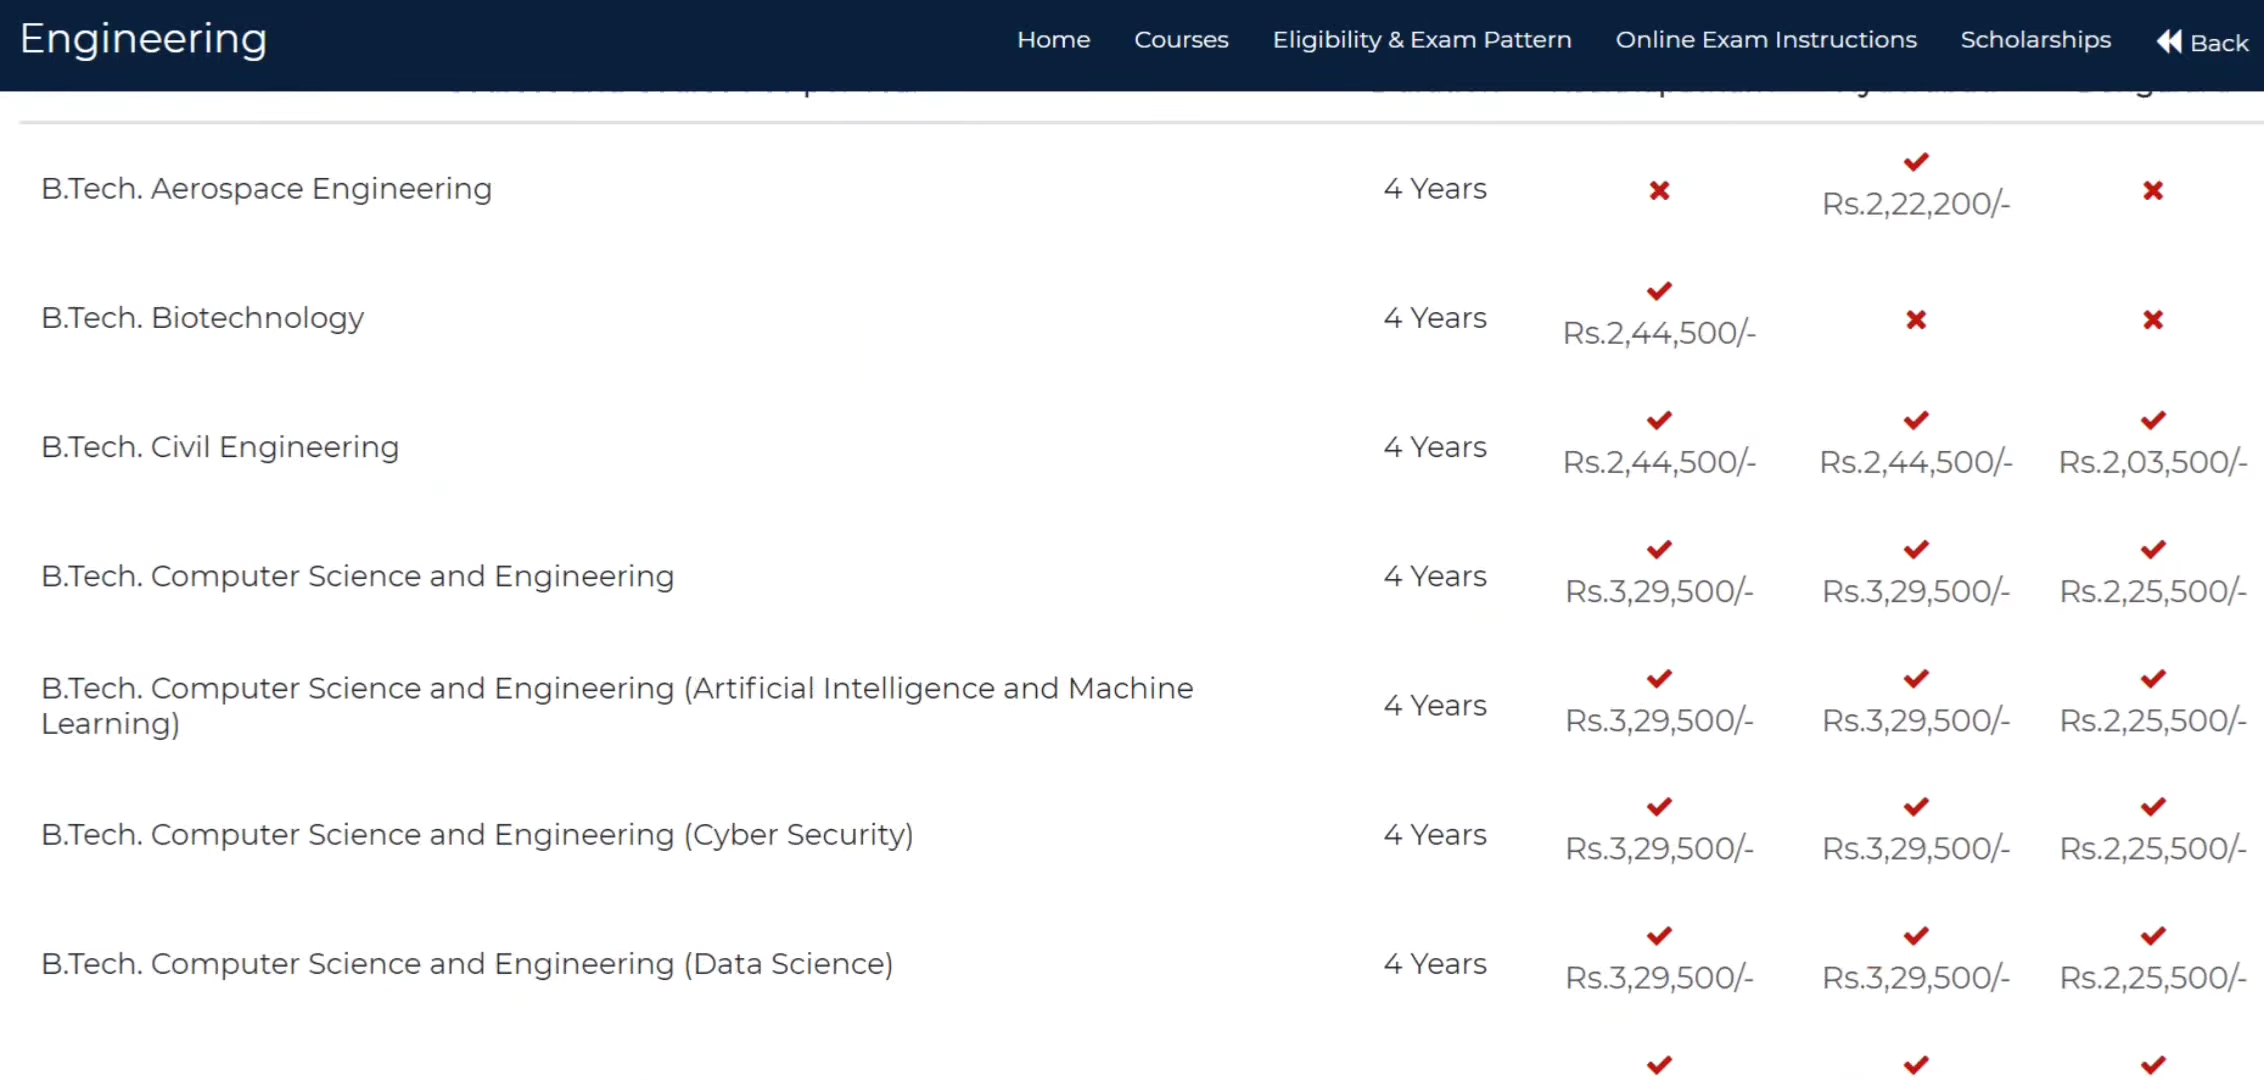 Engineering
Home Courses Eligibility & Exam Pattern Online Exam Instructions Scholarships Back
B.Tech. Aerospace Engineering 4 Years Rs.2,22,200/-
B.Tech. Biotechnology 4 Years Rs.2,44,500/-
B.Tech. Civil Engineering 4 Years Rs.2,44,500/- Rs.2,44,500/- Rs.2,03,500/-
B.Tech. Computer Science and Engineering 4 Years Rs.3,29,500/- Rs.3,29,500/- Rs.2,25,500/-
B.Tech. Computer Science and Engineering (Artificial Intelligence and Machine
Learning) 4 Years Rs.3,29,500/- Rs.3,29,500/- Rs.2,25,500/-
B.Tech. Computer Science and Engineering (Cyber Security) 4 Years Rs.3,29,500/- Rs.3,29,500/- Rs.2,25,500/-
B.Tech. Computer Science and Engineering (Data Science) 4 Years Rs.3,29,500/- Rs.3,29,500/- Rs.2,25,500/-